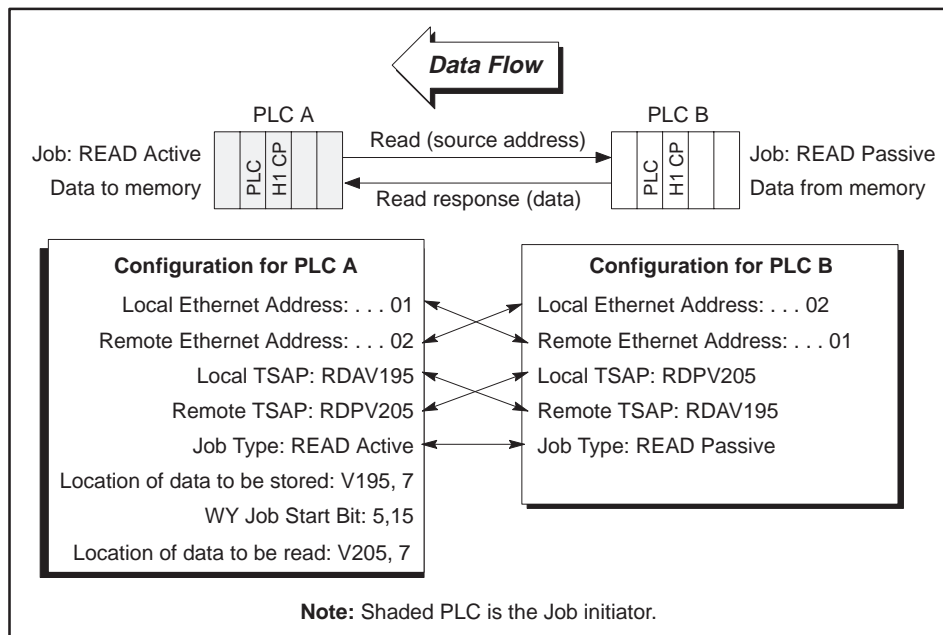 Data Flow
PLC A
PLC B
Job: READ Active
Data to memory
PLC
H1 CP
Read (source address)
Read response (data)
PLC
H1 CP
Job: READ Passive
Data from memory
Configuration for PLC A
Local Ethernet Address: . . . 01
Remote Ethernet Address: . . . 02
Local TSAP: RDAV195
Remote TSAP: RDPV205
Job Type: READ Active
Location of data to be stored: V195, 7
WY Job Start Bit: 5,15
Location of data to be read: V205, 7
Configuration for PLC B
Local Ethernet Address: . . . 02
Remote Ethernet Address: . . . 01
Local TSAP: RDPV205
Remote TSAP: RDAV195
Job Type: READ Passive
Note: Shaded PLC is the Job initiator.